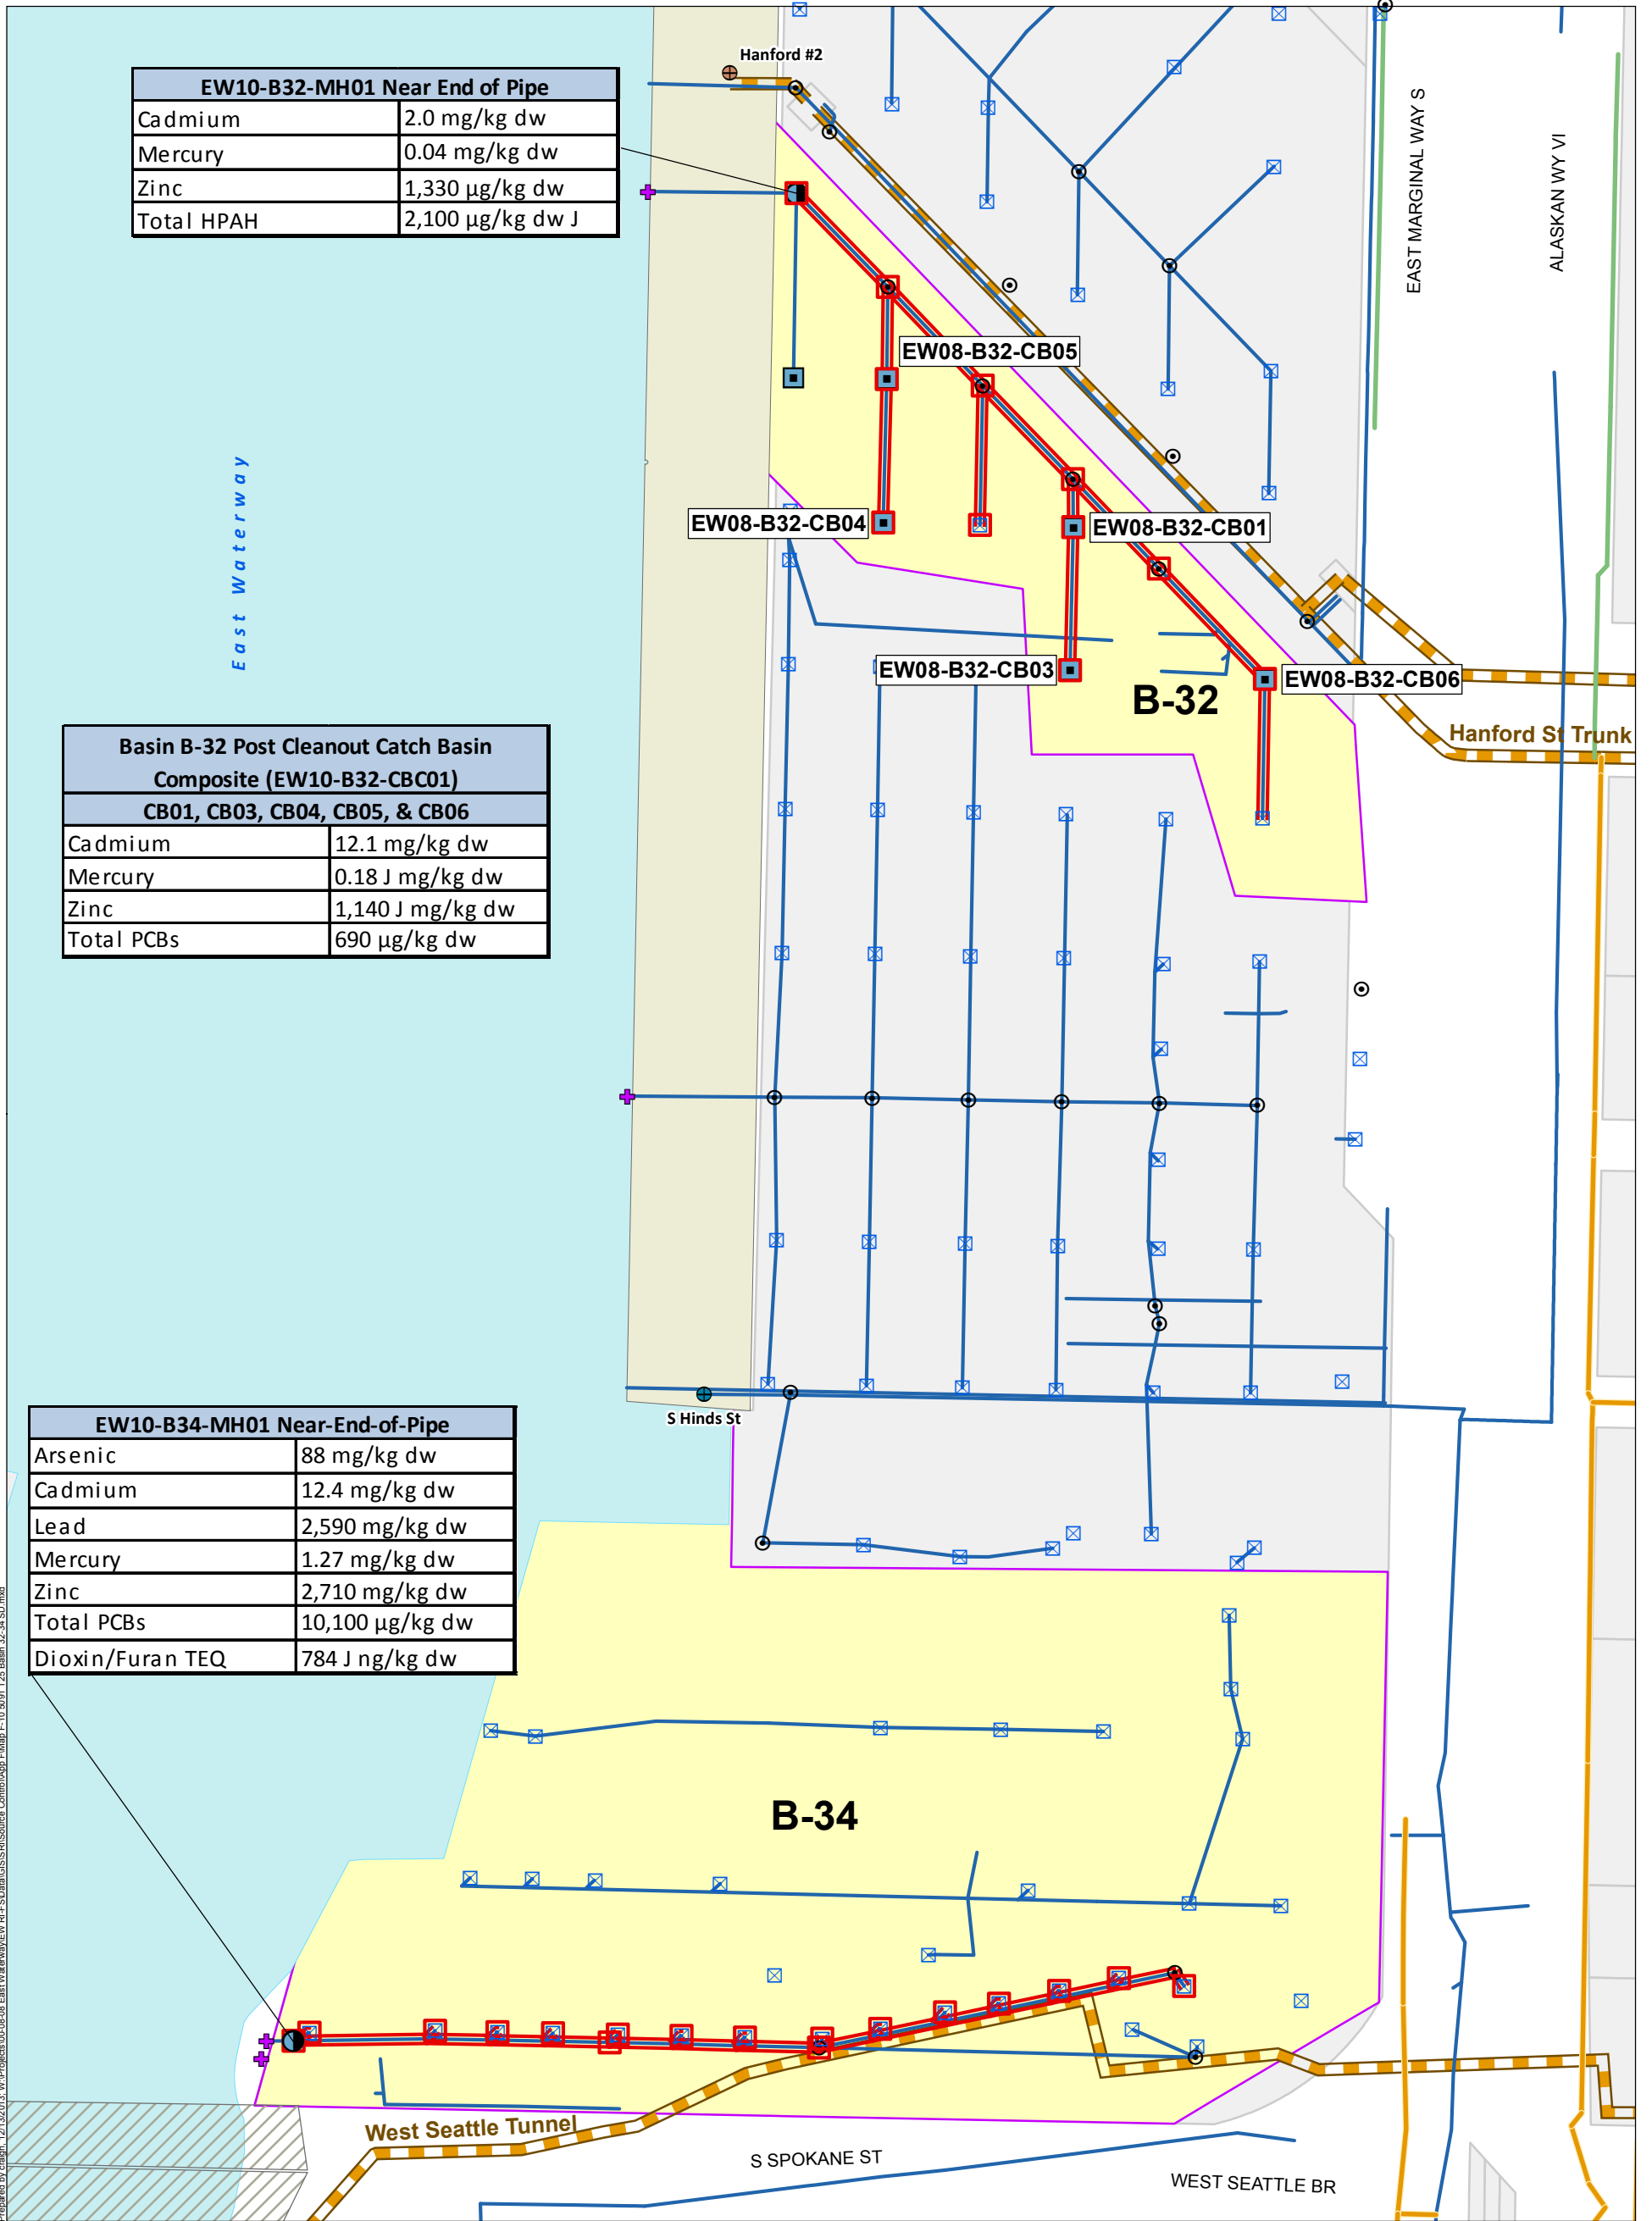 Hanford #2
EW10-B32-MH01 Near End of Pipe
Cadmium 2.0 mg/kg dw
Mercury 0.04 mg/kg dw
Zinc 1,330 µg/kg dw
Total HPAH 2,100 µg/kg dw J
EAST MARGINAL WAY S
ALASKAN WY VI
EW08-B32-CB05
East Waterway
EW08-B32-CB04
EW08-B32-CB01
EW08-B32-CB03
EW08-B32-CB06
B-32
Hanford St Trunk
Basin B-32 Post Cleanout Catch Basin
Composite (EW10-B32-CBC01)
CB01, CB03, CB04, CB05, & CB06
Cadmium 12.1 mg/kg dw
Mercury 0.18 J mg/kg dw
Zinc 1,140 J mg/kg dw
Total PCBs 690 µg/kg dw
S Hinds St
EW10-B34-MH01 Near-End-of-Pipe
Arsenic 88 mg/kg dw
Cadmium 12.4 mg/kg dw
Lead 2,590 mg/kg dw
Mercury 1.27 mg/kg dw
Zinc 2,710 mg/kg dw
Total PCBs 10,100 µg/kg dw
Dioxin/Furan TEQ 784 J ng/kg dw
B-34
West Seattle Tunnel
S SPOKANE ST
WEST SEATTLE BR